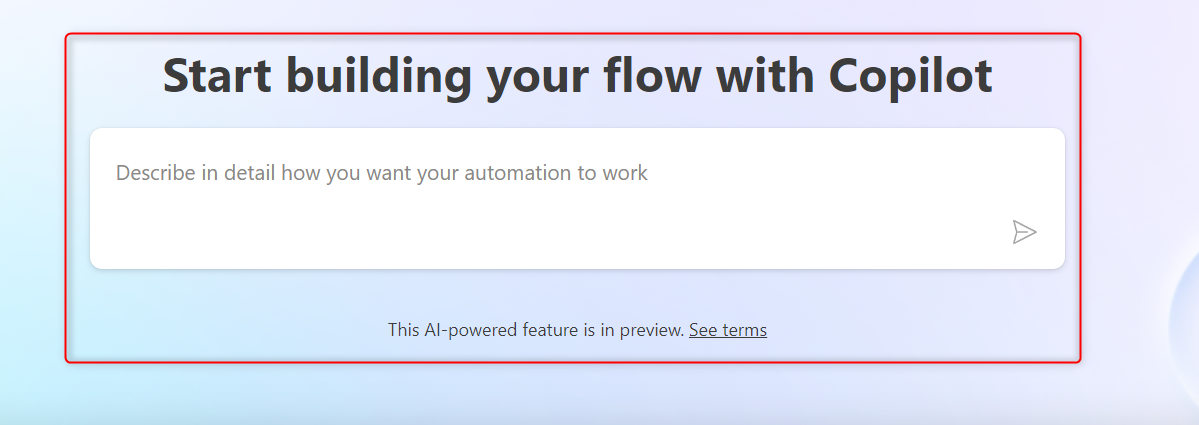 Start building your flow with Copilot
Describe in detail how you want your automation to work
This AI-powered feature is in preview. See terms